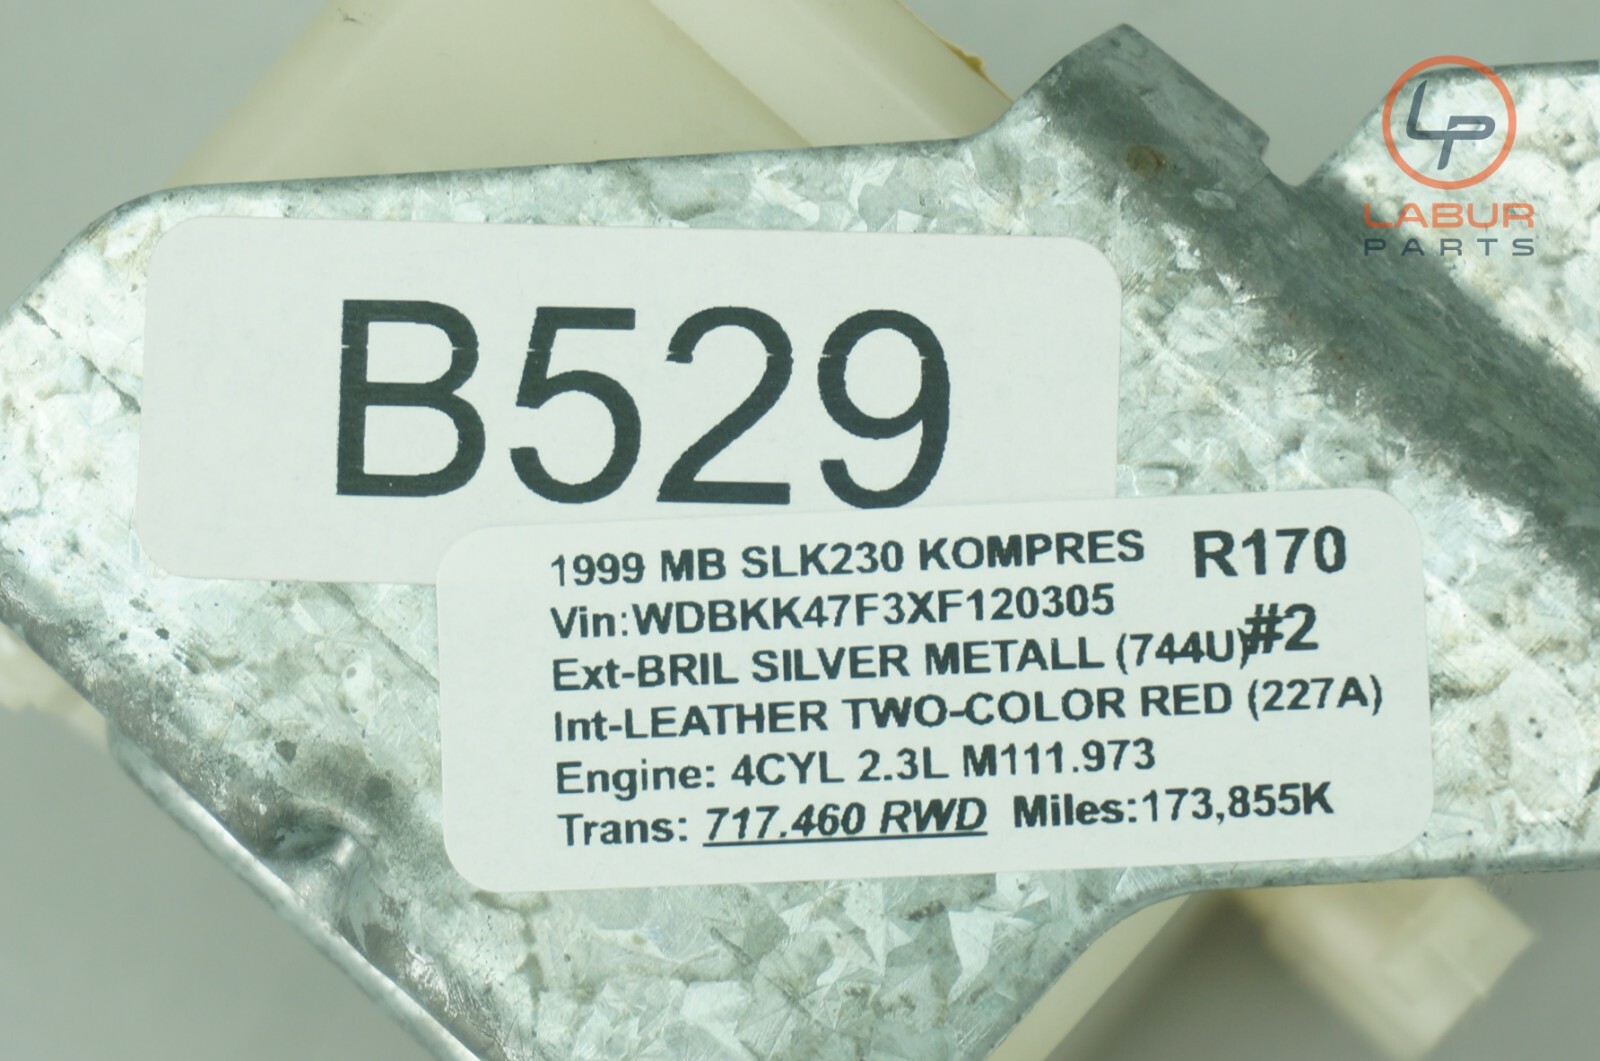 LP
LABUR
PARTS
B529
1999 MB SLK230 KOMPRES R170
Vin:WDBKK47F3XF120305
Ext-BRIL SILVER METALL (744U) #2
Int-LEATHER TWO-COLOR RED (227A)
Engine: 4CYL 2.3L M111.973
Trans: 717.460 RWD Miles:173,855K